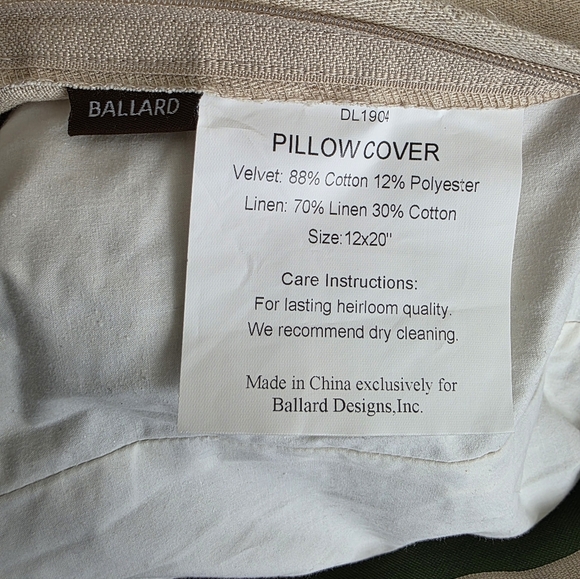 BALLARD
DL1904
PILLOW COVER
Velvet: 88% Cotton 12% Polyester
Linen: 70% Linen 30% Cotton
Size:12x20"
Care Instructions:
For lasting heirloom quality.
We recommend dry cleaning.
Made in China exclusively for
Ballard Designs,Inc.